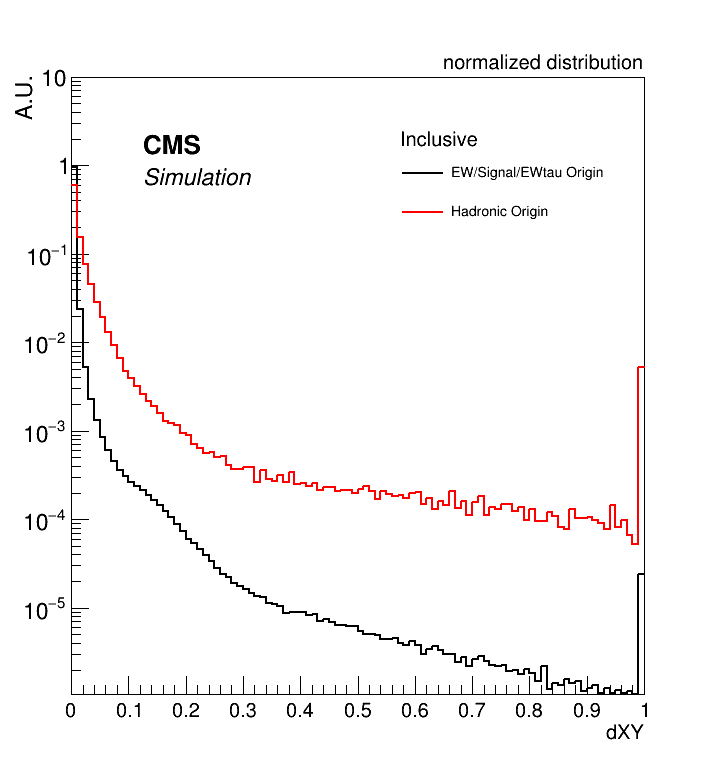 normalized distribution
A.U.
10
1
10⁻¹
10⁻²
10⁻³
10⁻⁴
10⁻⁵
CMS
Simulation
Inclusive
EW/Signal/EWtau Origin
Hadronic Origin
0 0.1 0.2 0.3 0.4 0.5 0.6 0.7 0.8 0.9 1
dXY